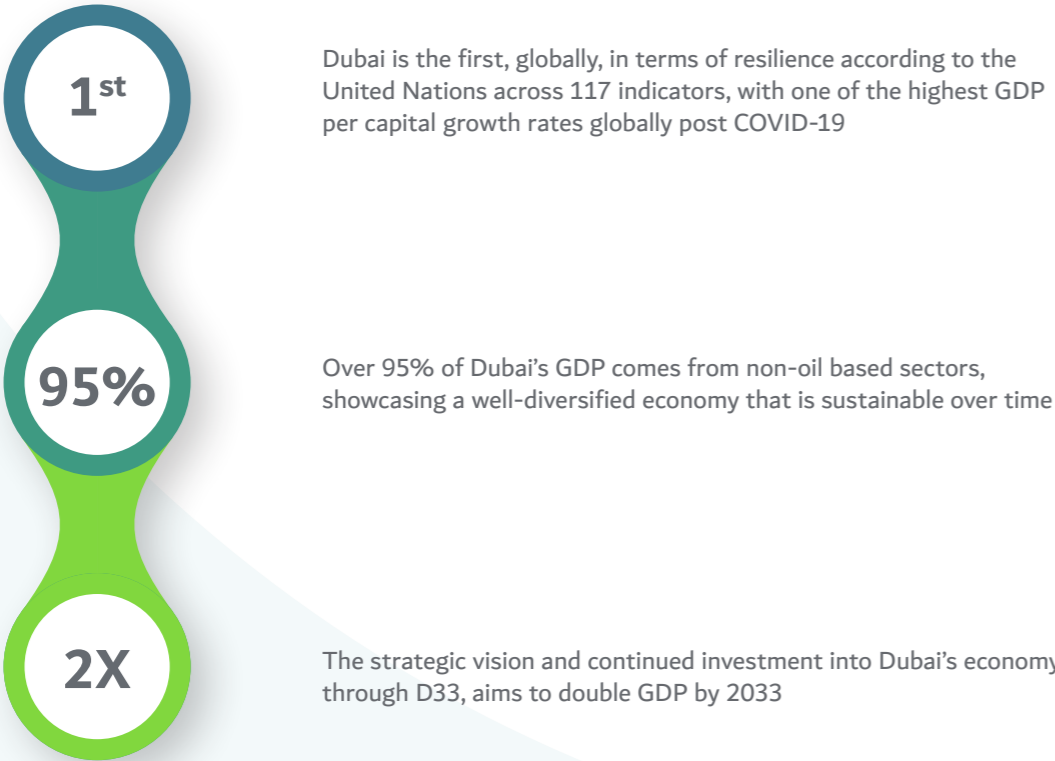 1st
Dubai is the first, globally, in terms of resilience according to the
United Nations across 117 indicators, with one of the highest GDP
per capital growth rates globally post COVID-19
95%
Over 95% of Dubai’s GDP comes from non-oil based sectors,
showcasing a well-diversified economy that is sustainable over time
2X
The strategic vision and continued investment into Dubai’s economy
through D33, aims to double GDP by 2033